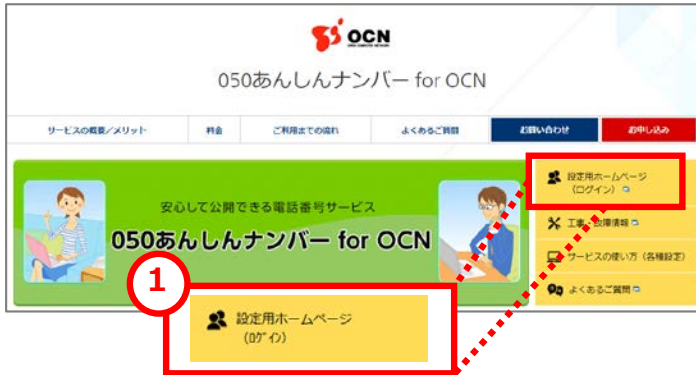 OCN
050あんしんナンバー for OCN
サービスの概要/メリット
料金
ご利用までの流れ
よくあるご質問
お問い合わせ
お申し込み
安心して公開できる電話番号サービス
050あんしんナンバー for OCN
設定用ホームページ
(ログイン)
工事・故障情報
サービスの使い方(各種設定)
よくあるご質問
1
設定用ホームページ
(ログイン)